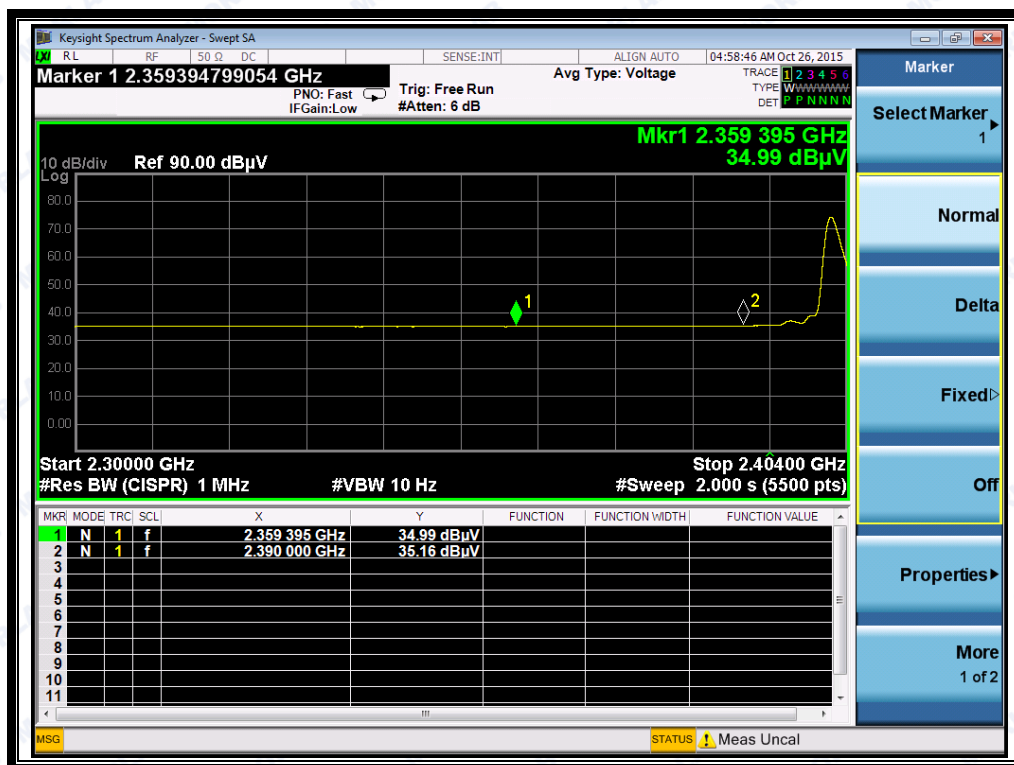 Keysight Spectrum Analyzer - Swept SA
LXI RL RF 50 Ω DC SENSE:INT ALIGN AUTO 04:58:46 AM Oct 26, 2015
Marker 1 2.359394799054 GHz
PNO: Fast
IFGain:Low
Trig: Free Run
#Atten: 6 dB
Avg Type: Voltage
TRACE 1 2 3 4 5 6
TYPE WWWWWW
DET P P N N N N
Mkr1 2.359 395 GHz
34.99 dBµV
10 dB/div Ref 90.00 dBµV
Log
80.0
70.0
60.0
50.0
40.0
30.0
20.0
10.0
0.00
1
2
Start 2.30000 GHz Stop 2.40400 GHz
#Res BW (CISPR) 1 MHz #VBW 10 Hz #Sweep 2.000 s (5500 pts)
MKR MODE TRC SCL X Y FUNCTION FUNCTION WIDTH FUNCTION VALUE
1 N 1 f 2.359 395 GHz 34.99 dBµV
2 N 1 f 2.390 000 GHz 35.16 dBµV
3
4
5
6
7
8
9
10
11
MSG STATUS Meas Uncal
Marker
Select Marker
1
Normal
Delta
Fixed
Off
Properties
More
1 of 2